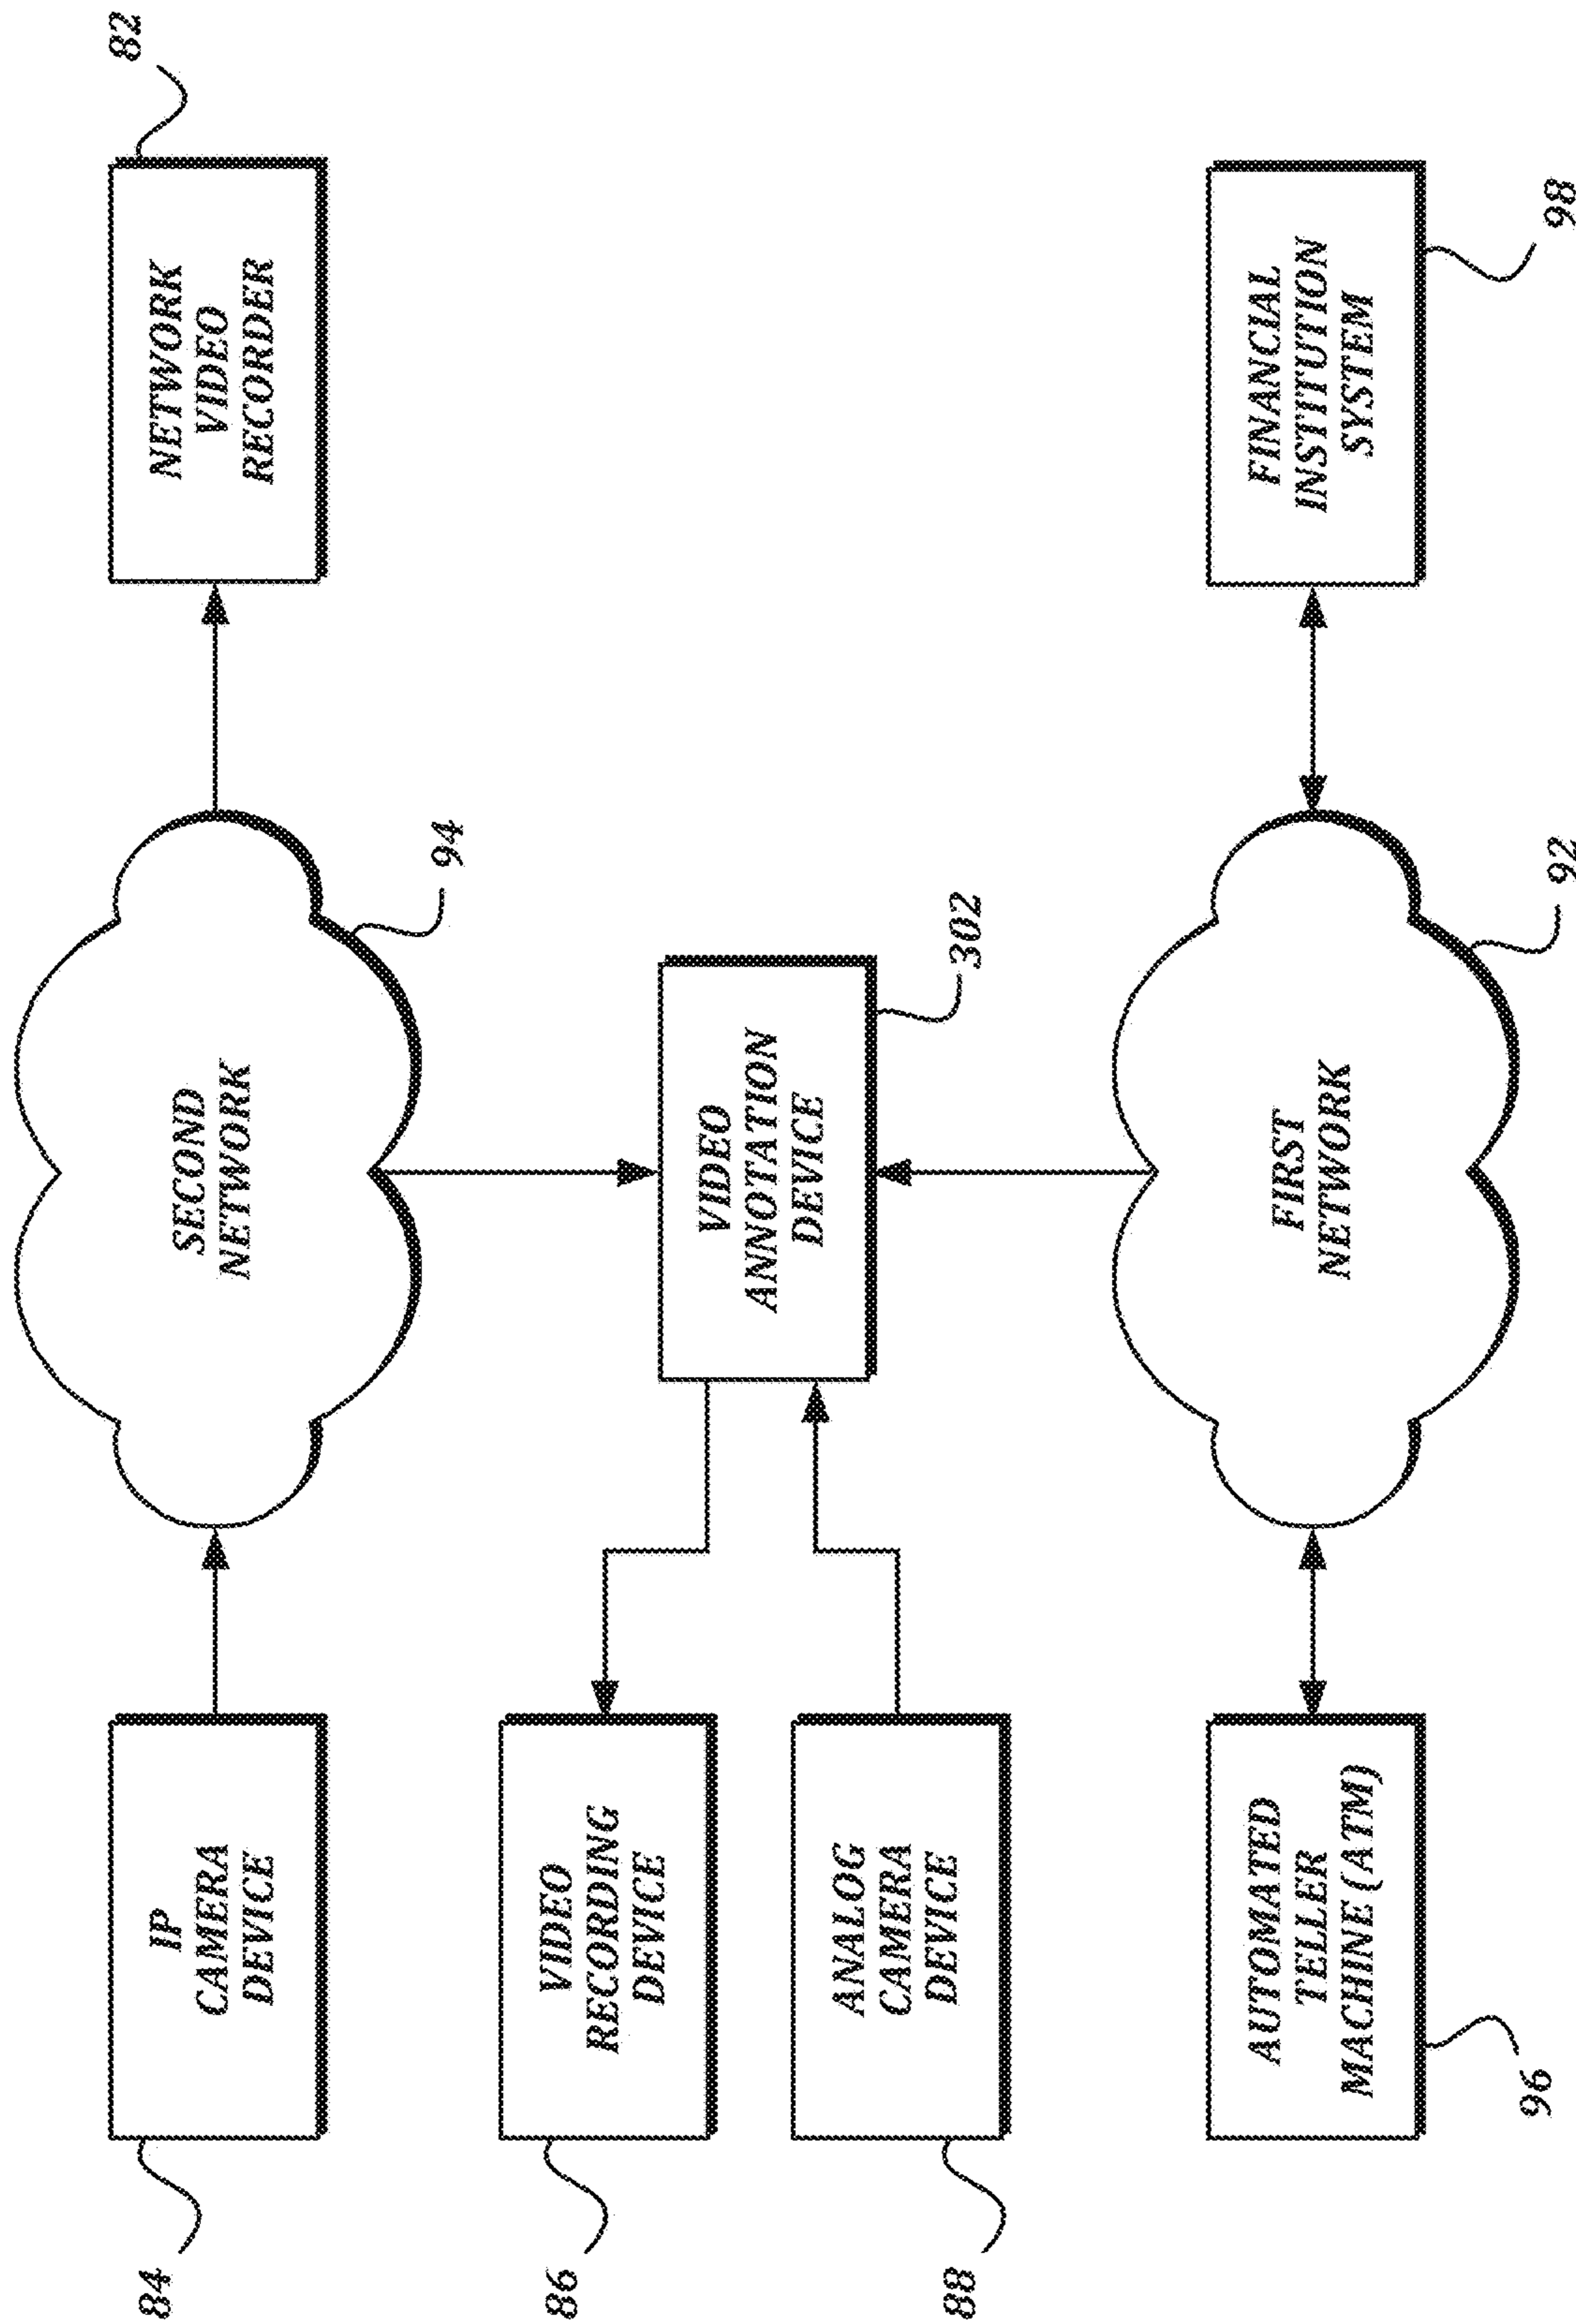 84
IP
CAMERA
DEVICE
SECOND
NETWORK
94
NETWORK
VIDEO
RECORDER
82
86
VIDEO
RECORDING
DEVICE
88
ANALOG
CAMERA
DEVICE
VIDEO
ANNOTATION
DEVICE
302
AUTOMATED
TELLER
MACHINE (ATM)
96
FIRST
NETWORK
92
FINANCIAL
INSTITUTION
SYSTEM
98